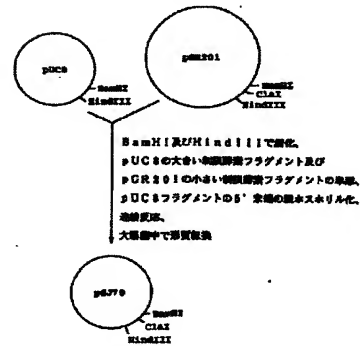 pUC8
BamHI
HindIII
pGR201
BamHI
ClaI
HindIII
BamHI及びHindIIIで消化、
pUC8の大きい制限酵素フラグメント及び
pGR201の小さい制限酵素フラグメントの単離、
pUC8フラグメントの5'末端の脱ホスホリル化、
連結反応、
大腸菌中で形質転換
BamHI
ClaI
HindIII